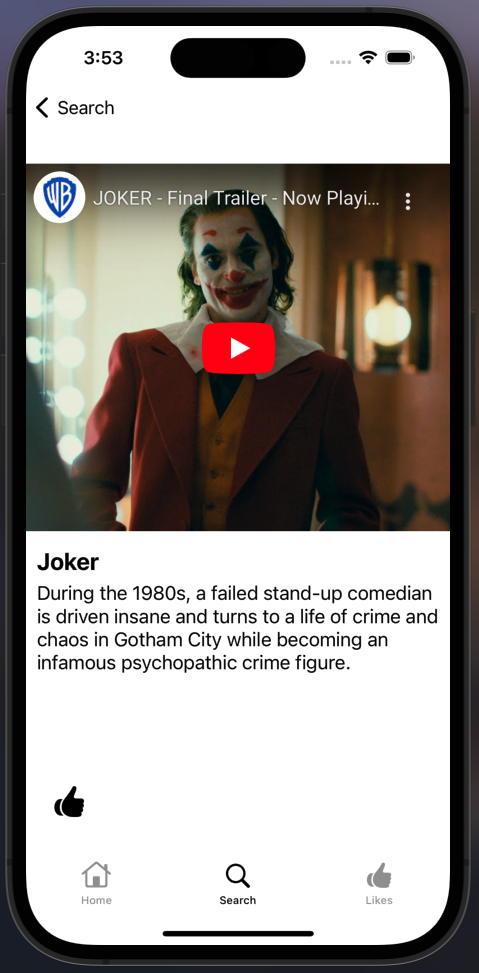 3:53
Search
WB
JOKER - Final Trailer - Now Playi...
Joker
During the 1980s, a failed stand-up comedian
is driven insane and turns to a life of crime and
chaos in Gotham City while becoming an
infamous psychopathic crime figure.
Home
Search
Likes